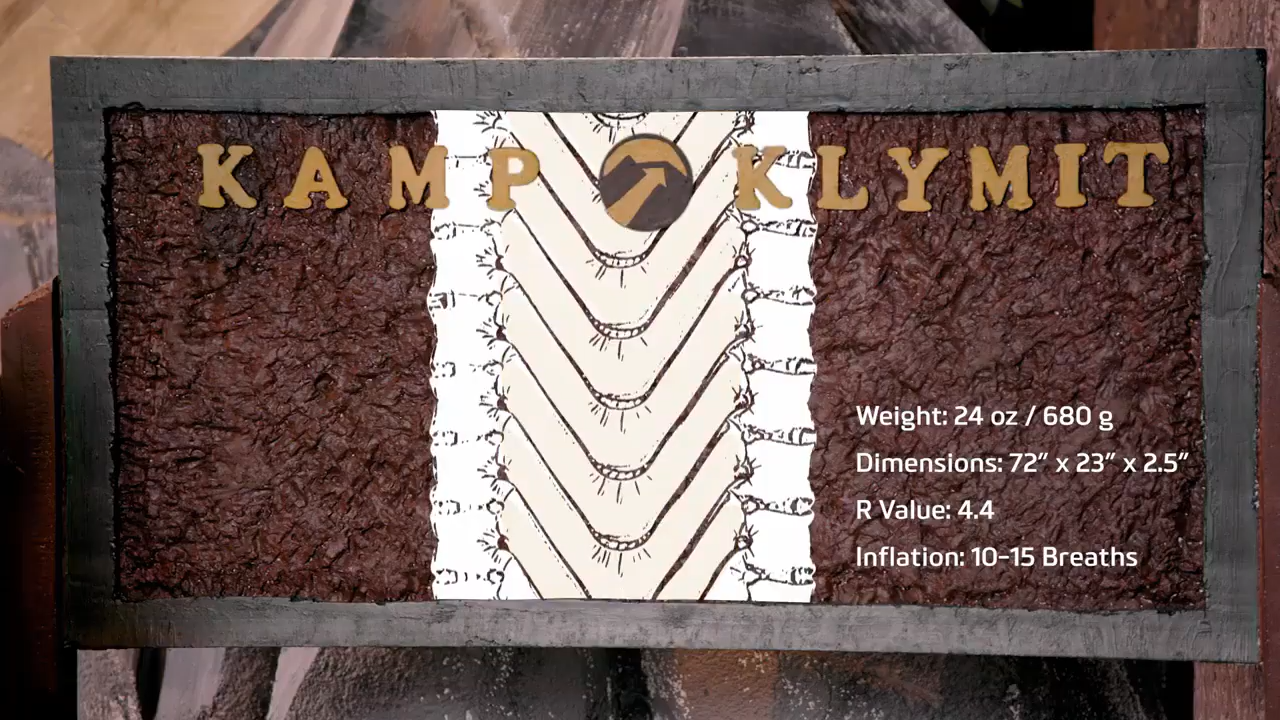 KAMP KLYMIT
Weight: 24 oz / 680 g
Dimensions: 72” x 23” x 2.5”
R Value: 4.4
Inflation: 10–15 Breaths